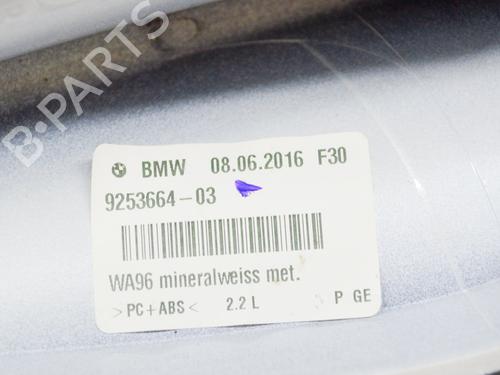 B-PARTS
BMW 08.06.2016 F30
9253664-03
WA96 mineralweiss met.
>PC+ABS< 2.2 L P GE